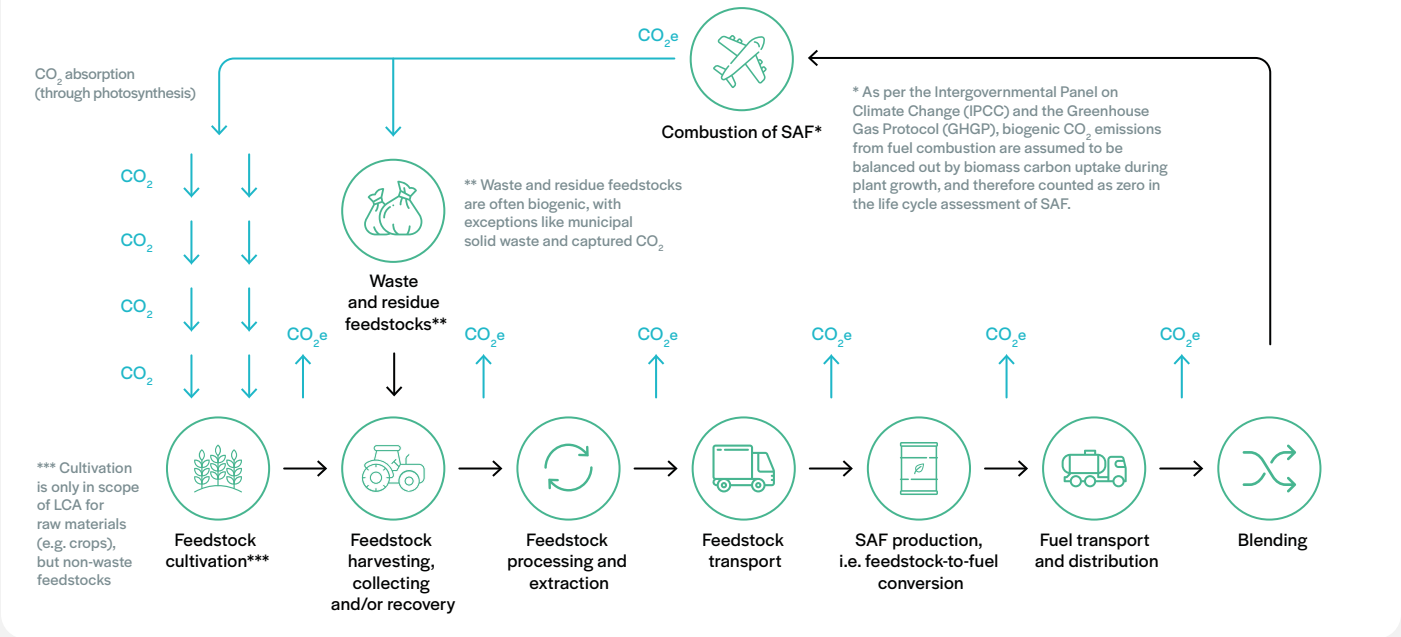 CO2e
CO2 absorption
(through photosynthesis)
Combustion of SAF*
* As per the Intergovernmental Panel on
Climate Change (IPCC) and the Greenhouse
Gas Protocol (GHGP), biogenic CO2 emissions
from fuel combustion are assumed to be
balanced out by biomass carbon uptake during
plant growth, and therefore counted as zero in
the life cycle assessment of SAF.
CO2
CO2
CO2
CO2
** Waste and residue feedstocks
are often biogenic, with
exceptions like municipal
solid waste and captured CO2
Waste
and residue
feedstocks**
CO2e
CO2e
CO2e
CO2e
CO2e
CO2e
*** Cultivation
is only in scope
of LCA for
raw materials
(e.g. crops),
but non-waste
feedstocks
Feedstock
cultivation***
Feedstock
harvesting,
collecting
and/or recovery
Feedstock
processing and
extraction
Feedstock
transport
SAF production,
i.e. feedstock-to-fuel
conversion
Fuel transport
and distribution
Blending